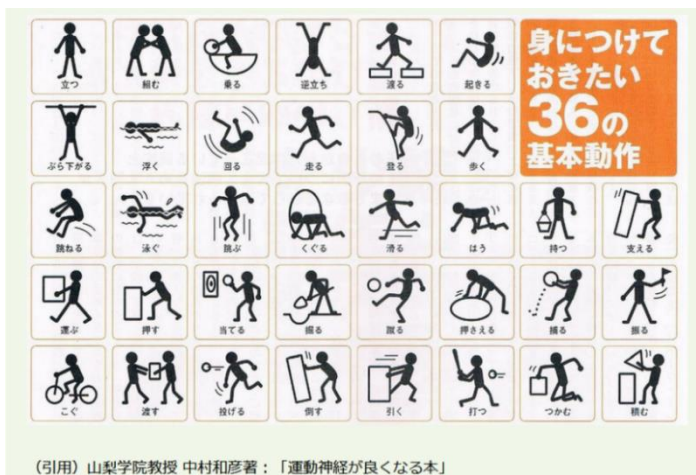 身につけて
おきたい
36の
基本動作
立つ
組む
乗る
逆立ち
渡る
起きる
ぶら下がる
浮く
回る
走る
登る
歩く
跳ねる
泳ぐ
跳ぶ
くぐる
滑る
はう
持つ
支える
運ぶ
押す
当てる
掘る
蹴る
押さえる
捕る
振る
こぐ
渡す
投げる
倒す
引く
打つ
つかむ
積む
（引用）山梨学院教授 中村和彦著：「運動神経が良くなる本」